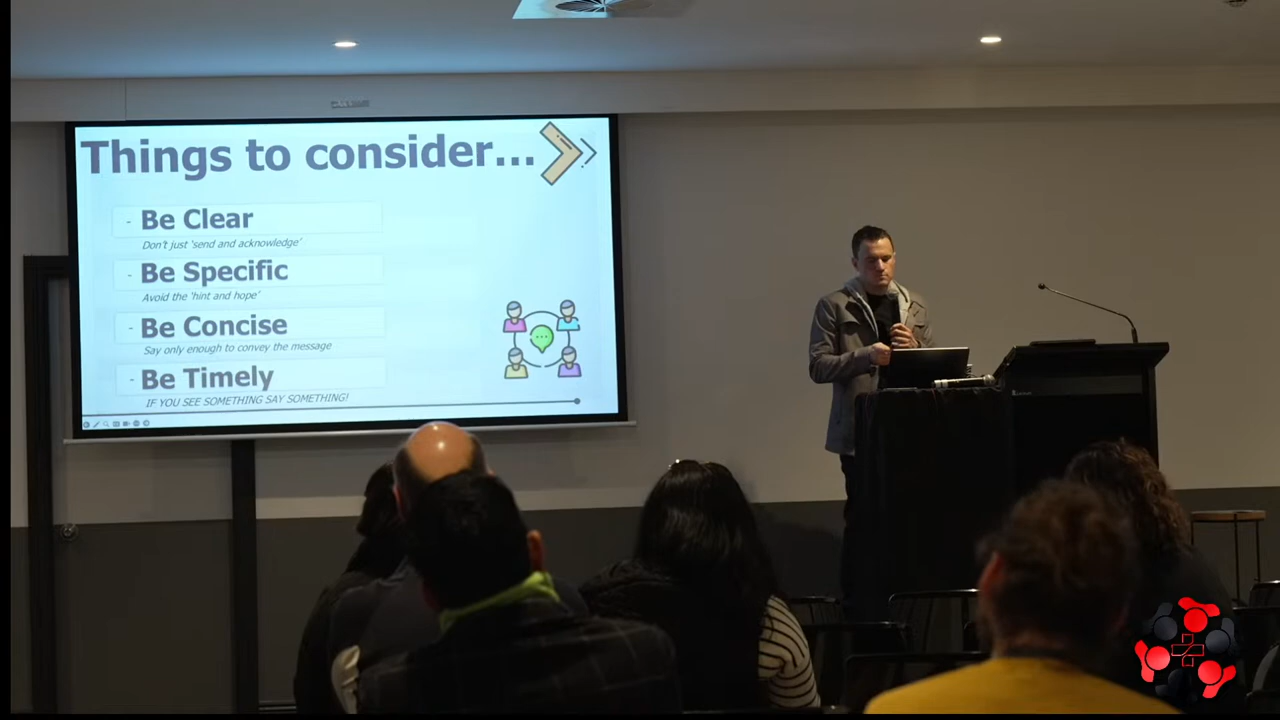 Things to consider...
- Be Clear
Don't just 'send and acknowledge'
- Be Specific
Avoid the 'hint and hope'
- Be Concise
Say only enough to convey the message
- Be Timely
IF YOU SEE SOMETHING SAY SOMETHING!